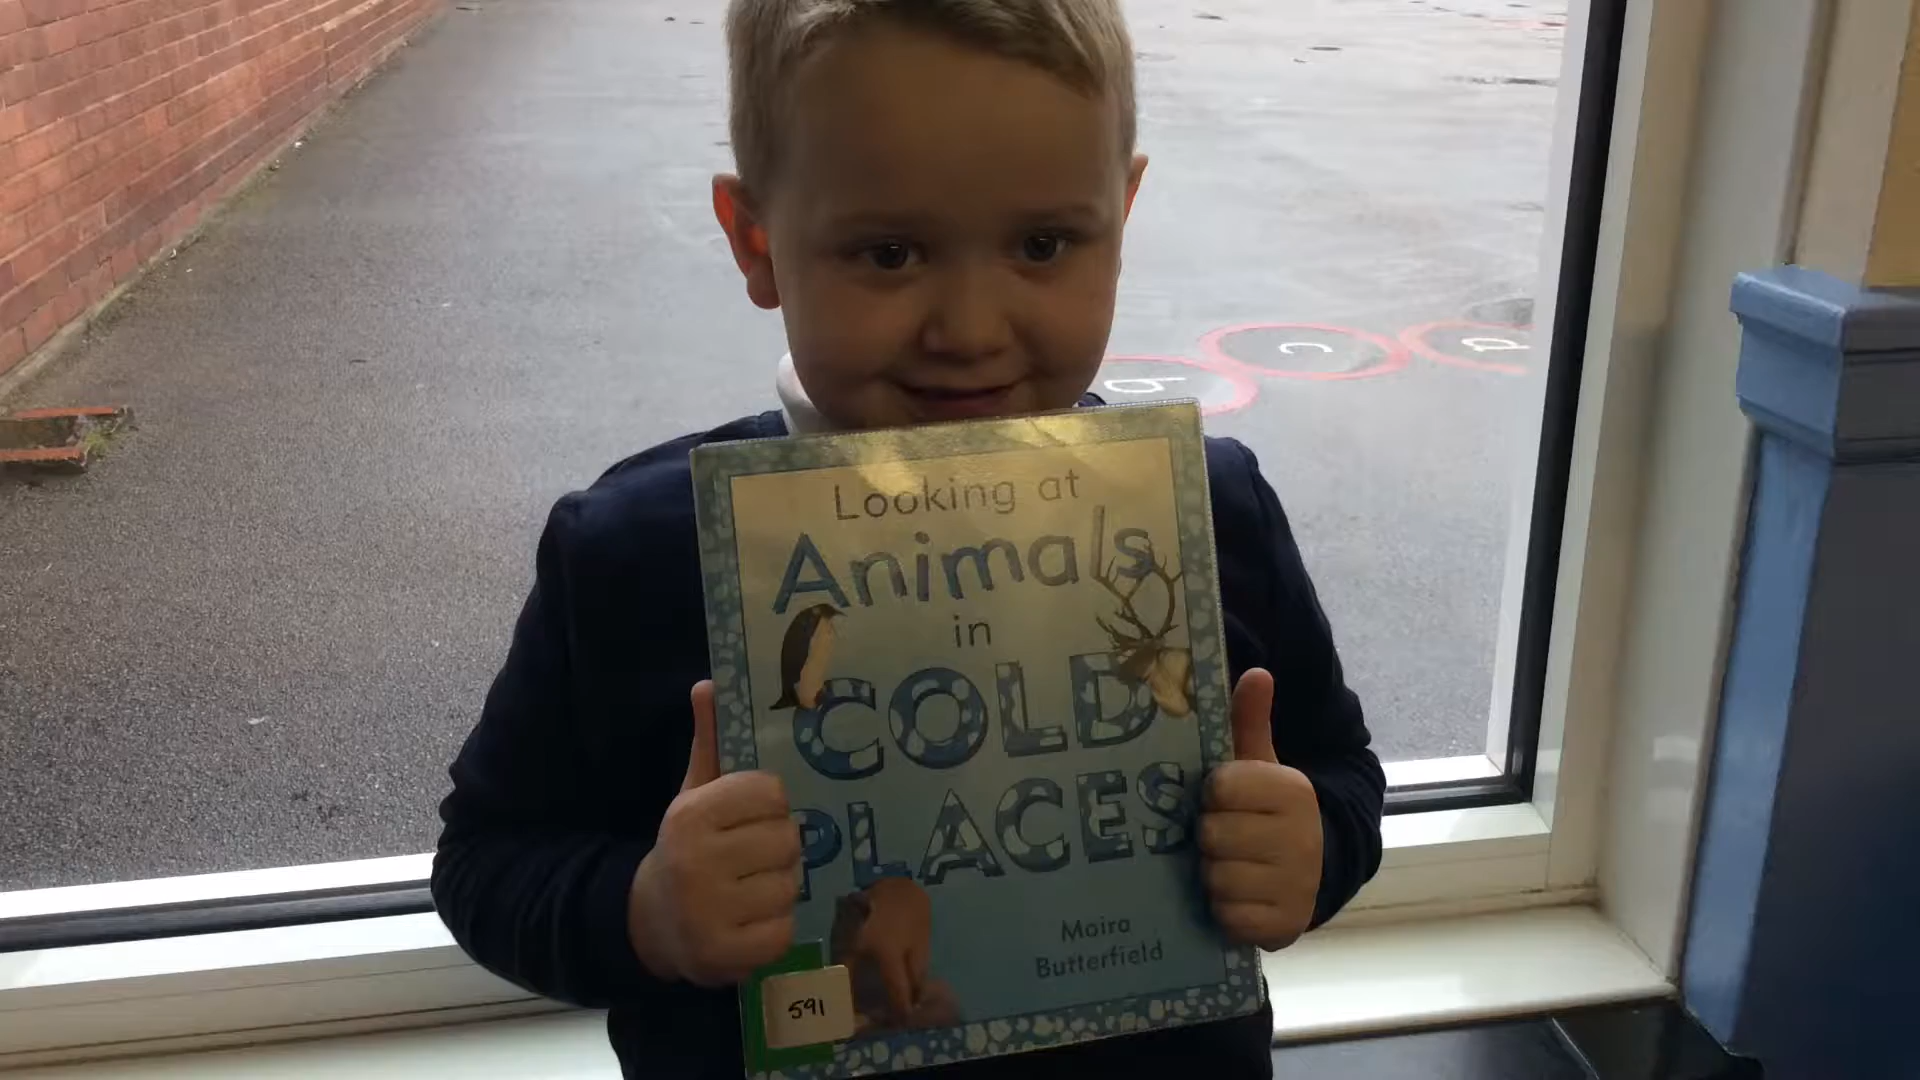 Looking at
Animals
in
COLD
PLACES
Moira
Butterfield
591
b
c
d